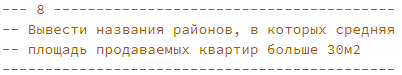 --- 8 ------------------------------------------
-- Вывести названия районов, в которых средняя
-- площадь продаваемых квартир больше 30м2
------------------------------------------------